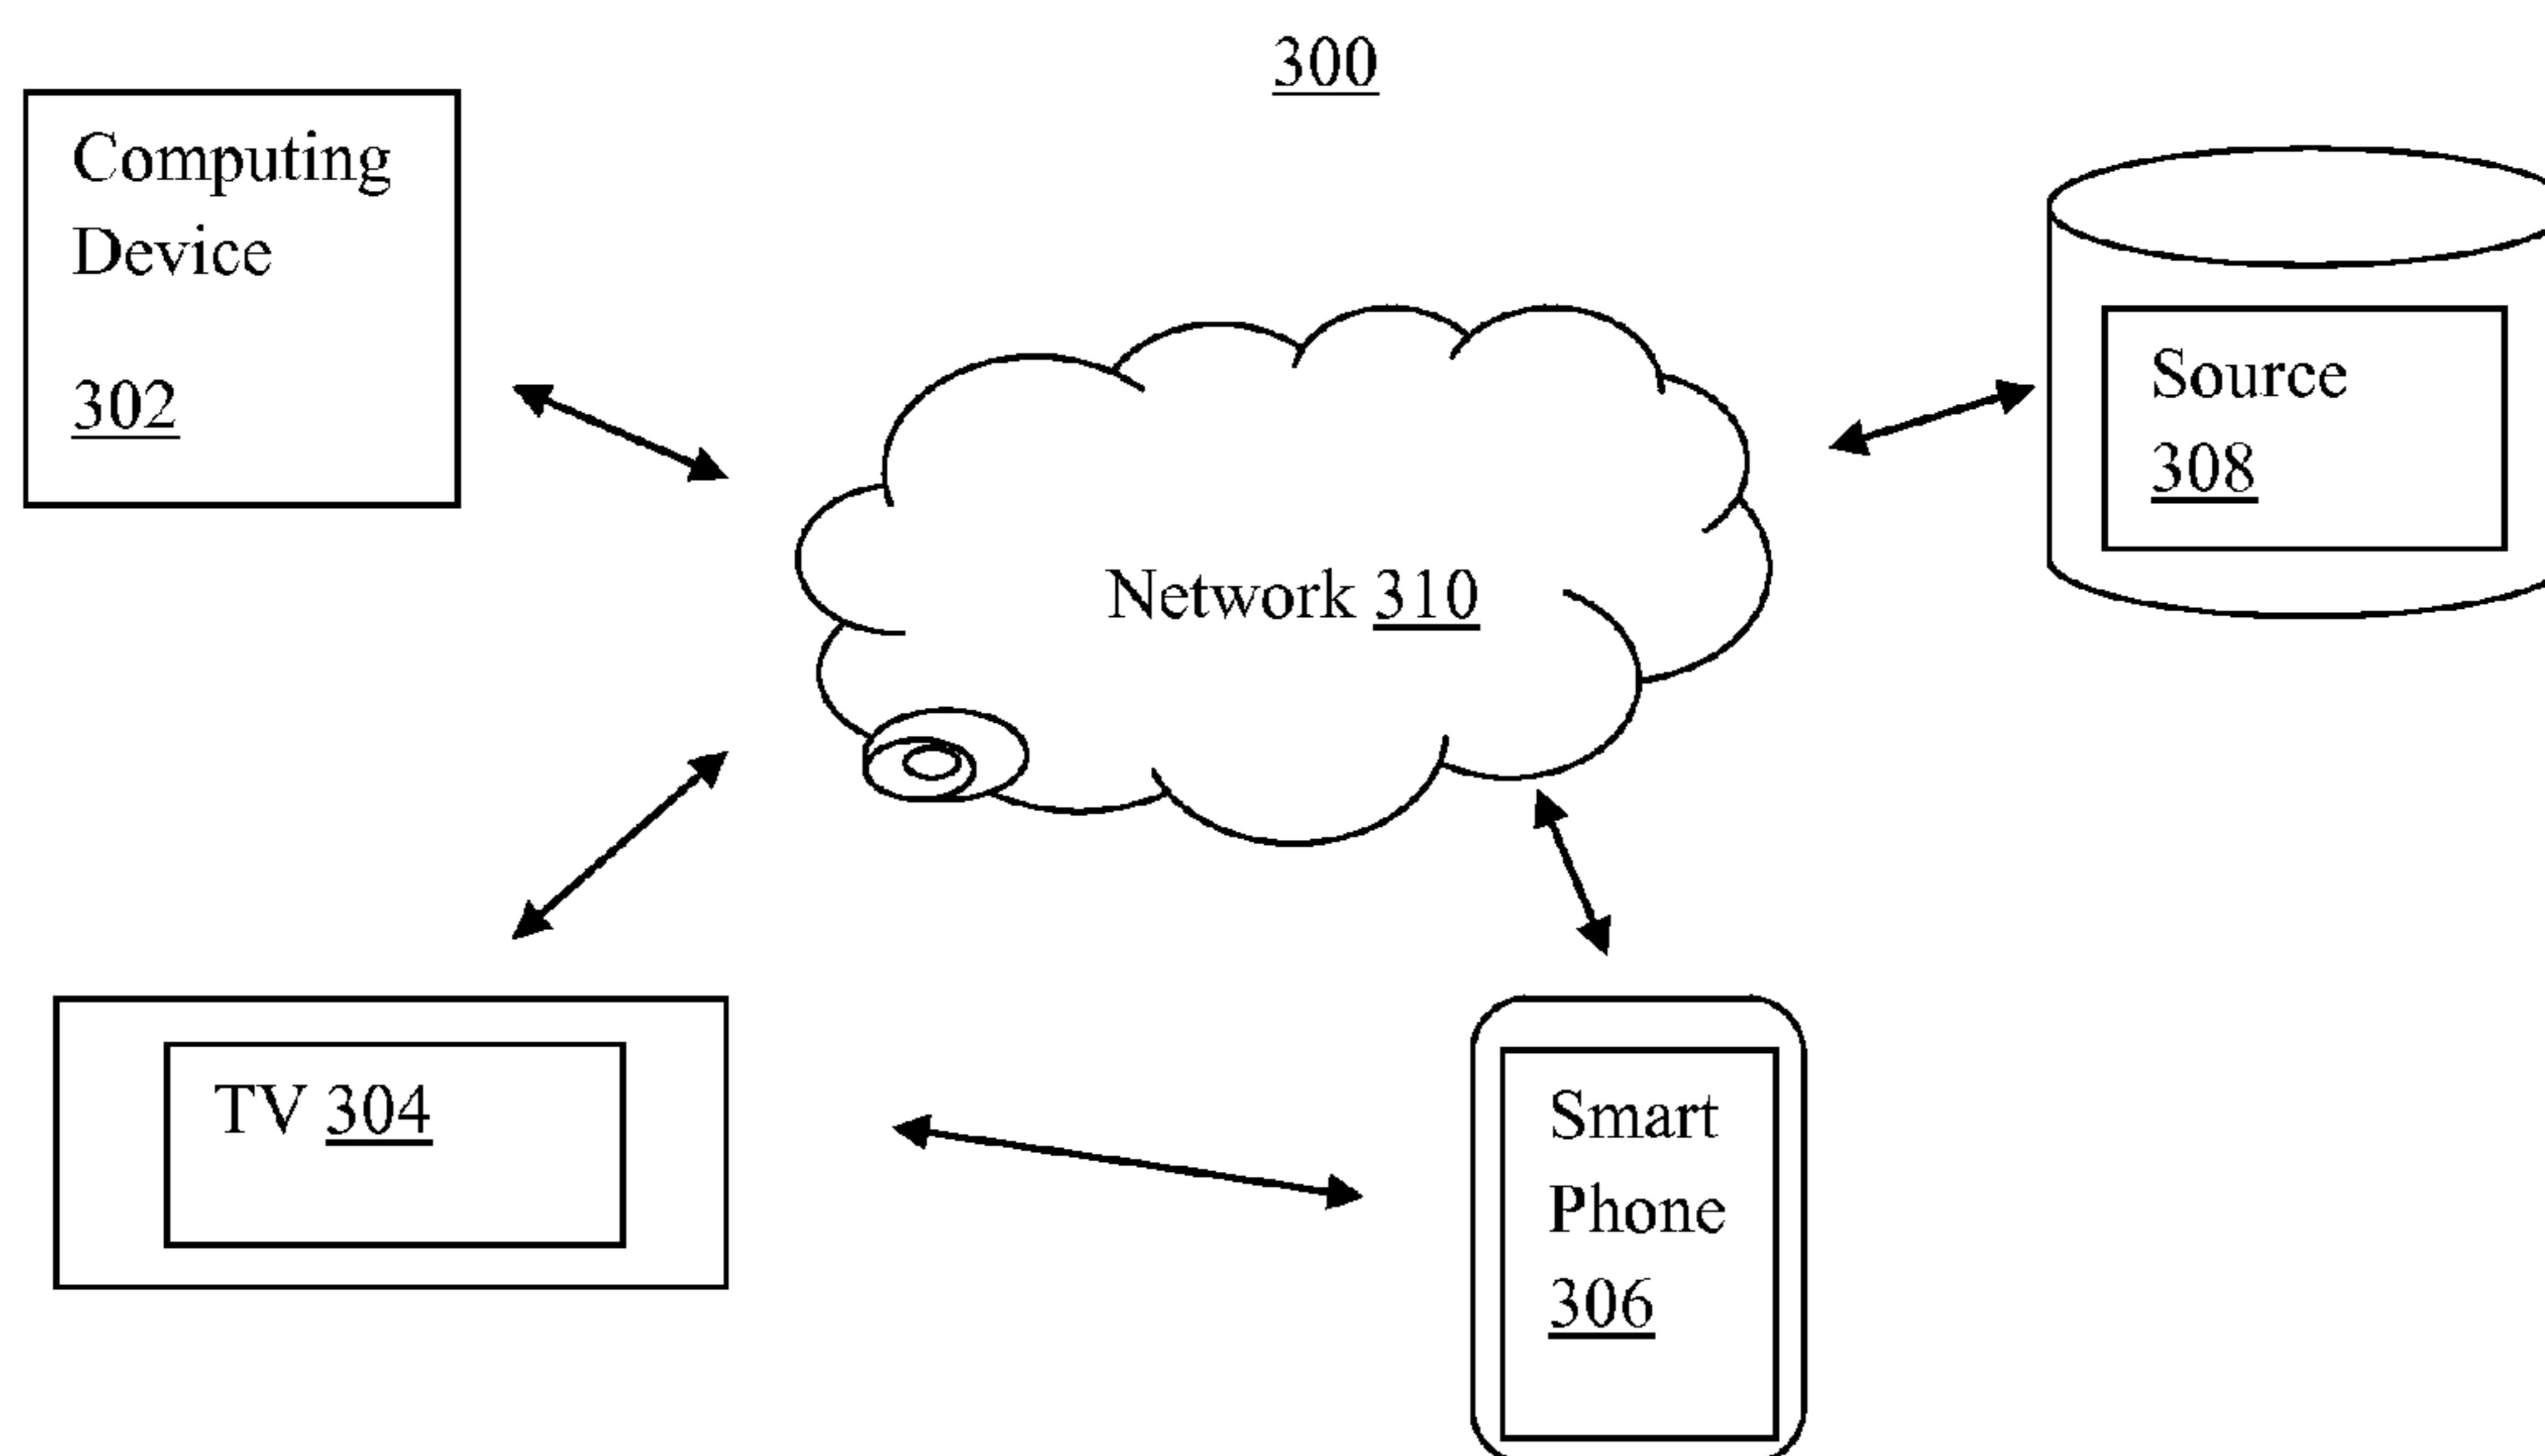 300
Computing
Device
302
Source
308
Network 310
TV 304
Smart
Phone
306